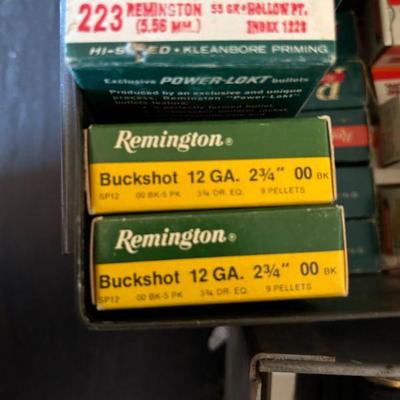 223 REMINGTON 55 GR • HOLLOW PT.
(5.56 MM.) INDEX 1228
HI-SPEED • KLEANBORE PRIMING
Exclusive POWER-LOKT bullets
Produced by an exclusive and unique
process, Remington "Power-Lokt"
bullets feature:
Remington®
Buckshot 12 GA. 2¾" 00 BK
SP12 00 BK-5 PK 3¾ DR. EQ. 9 PELLETS
Remington®
Buckshot 12 GA. 2¾" 00 BK
SP12 00 BK-5 PK 3¾ DR. EQ. 9 PELLETS